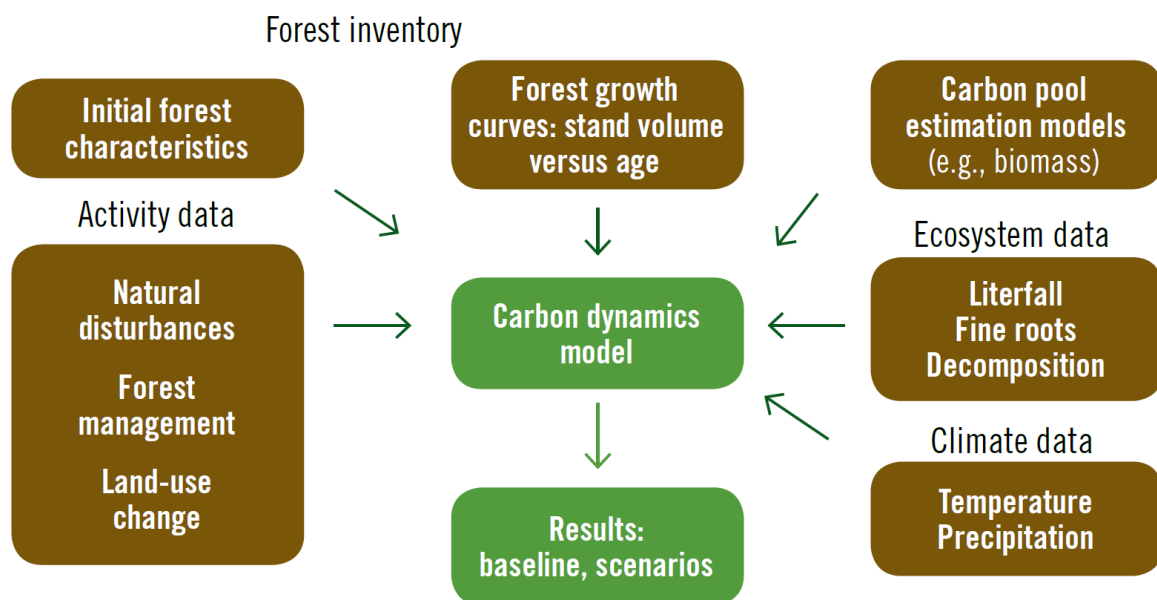 Forest inventory
Initial forest
characteristics
Forest growth
curves: stand volume
versus age
Carbon pool
estimation models
(e.g., biomass)
Activity data
Natural
disturbances
Forest
management
Land-use
change
Carbon dynamics
model
Ecosystem data
Literfall
Fine roots
Decomposition
Climate data
Temperature
Precipitation
Results:
baseline, scenarios